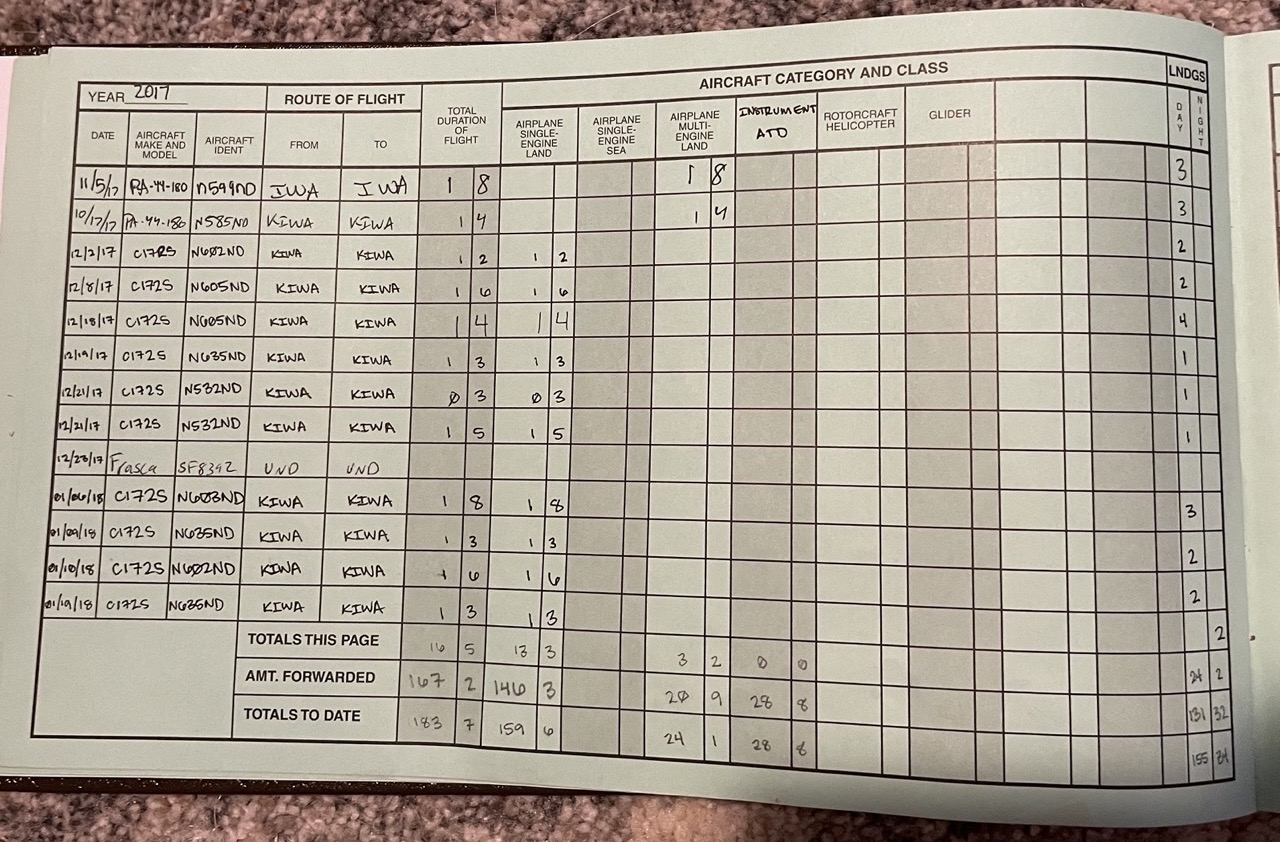 YEAR 2017 ROUTE OF FLIGHT TOTAL DURATION OF FLIGHT AIRCRAFT CATEGORY AND CLASS LNDGS
DATE AIRCRAFT MAKE AND MODEL AIRCRAFT IDENT FROM TO AIRPLANE SINGLE-ENGINE LAND AIRPLANE SINGLE-ENGINE SEA AIRPLANE MULTI-ENGINE LAND INSTRUMENT ATD ROTORCRAFT HELICOPTER GLIDER DAY NIGHT
11/5/17 PA-44-180 N599ND IWA IWA 1 8 1 8 3
10/17/17 PA-44-180 N585ND KIWA KIWA 1 4 1 4 3
12/2/17 C172S N602ND KIWA KIWA 1 2 1 2 2
12/8/17 C172S N605ND KIWA KIWA 1 6 1 6 2
12/18/17 C172S N605ND KIWA KIWA 1 4 1 4 4
12/19/17 C172S N635ND KIWA KIWA 1 3 1 3 1
12/21/17 C172S N532ND KIWA KIWA 0 3 0 3 1
12/21/17 C172S N532ND KIWA KIWA 1 5 1 5 1
12/23/17 Frasca SF8342 UND UND
01/06/18 C172S N603ND KIWA KIWA 1 8 1 8 3
01/09/18 C172S N635ND KIWA KIWA 1 3 1 3 2
01/10/18 C172S N602ND KIWA KIWA 1 6 1 6 2
01/19/18 C172S N635ND KIWA KIWA 1 3 1 3 2
TOTALS THIS PAGE 16 5 13 3 3 2 0 0 24 2
AMT. FORWARDED 167 2 146 3 20 9 28 8 131 32
TOTALS TO DATE 183 7 159 6 24 1 28 8 155